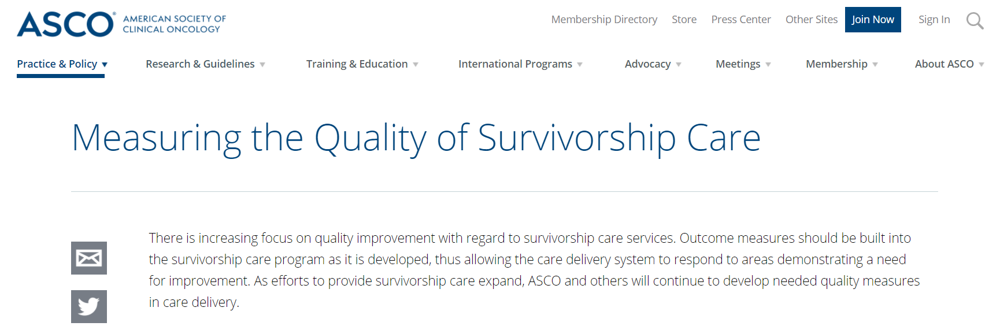 ASCO® AMERICAN SOCIETY OF
CLINICAL ONCOLOGY
Membership Directory Store Press Center Other Sites Join Now Sign In
Practice & Policy Research & Guidelines Training & Education International Programs Advocacy Meetings Membership About ASCO
Measuring the Quality of Survivorship Care
There is increasing focus on quality improvement with regard to survivorship care services. Outcome measures should be built into
the survivorship care program as it is developed, thus allowing the care delivery system to respond to areas demonstrating a need
for improvement. As efforts to provide survivorship care expand, ASCO and others will continue to develop needed quality measures
in care delivery.